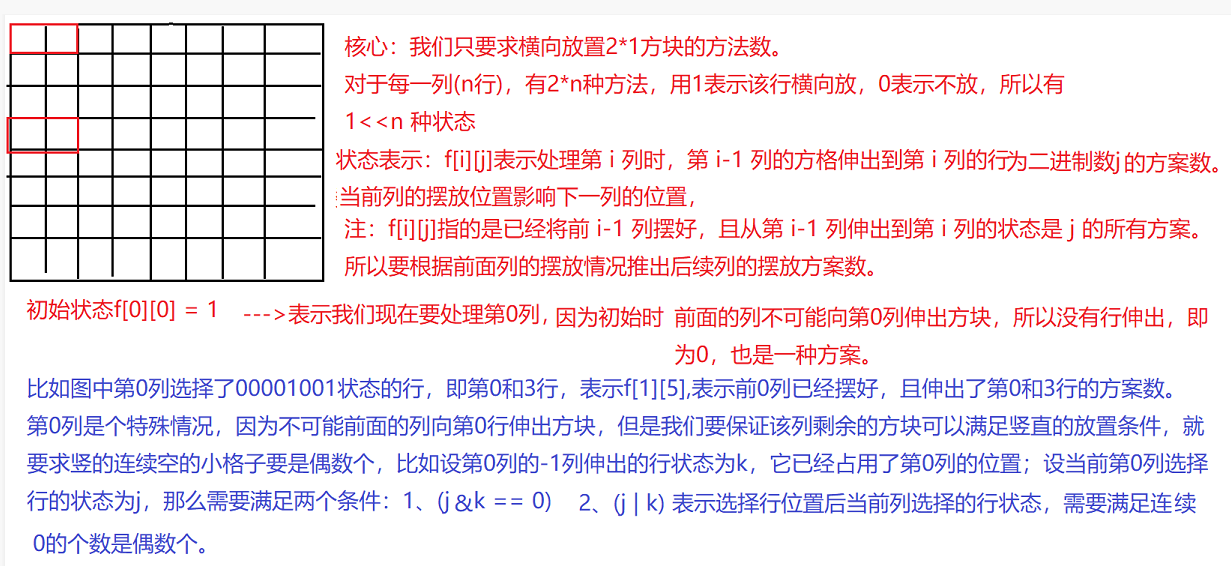 核心：我们只要求横向放置2*1方块的方法数。
对于每一列(n行)，有2*n种方法，用1表示该行横向放，0表示不放，所以有
1<<n 种状态
状态表示：f[i][j]表示处理第 i 列时，第 i-1 列的方格伸出到第 i 列的行为二进制数j的方案数。
当前列的摆放位置影响下一列的位置，
注：f[i][j]指的是已经将前 i-1 列摆好，且从第 i-1 列伸出到第 i 列的状态是 j 的所有方案。
所以要根据前面列的摆放情况推出后续列的摆放方案数。
初始状态f[0][0] = 1 --->表示我们现在要处理第0列，因为初始时 前面的列不可能向第0列伸出方块，所以没有行伸出，即
为0，也是一种方案。
比如图中第0列选择了00001001状态的行，即第0和3行，表示f[1][5],表示前0列已经摆好，且伸出了第0和3行的方案数。
第0列是个特殊情况，因为不可能前面的列向第0行伸出方块，但是我们要保证该列剩余的方块可以满足竖直的放置条件，就
要求竖的连续空的小格子要是偶数个，比如设第0列的-1列伸出的行状态为k，它已经占用了第0列的位置；设当前第0列选择
行的状态为j，那么需要满足两个条件：1、(j &k == 0) 2、(j | k) 表示选择行位置后当前列选择的行状态，需要满足连续
0的个数是偶数个。